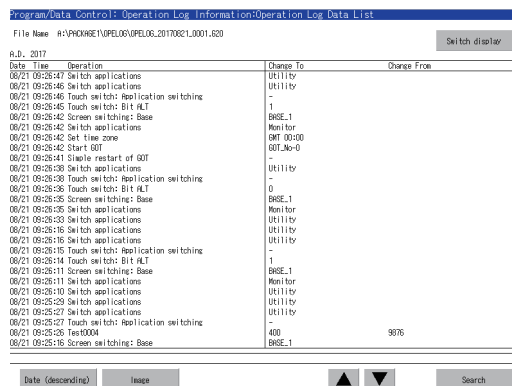 Program/Data Control: Operation Log Information:Operation Log Data List
File Name A:\PACKAGE1\OPELOG\OPELOG_20170821_0001.G2O
Switch display
A.D. 2017
Date Time Operation Change To Change From
08/21 09:26:47 Switch applications Utility
08/21 09:26:46 Switch applications Utility
08/21 09:26:46 Touch switch: Application switching -
08/21 09:26:45 Touch switch: Bit ALT 1
08/21 09:26:42 Screen switching: Base BASE_1
08/21 09:26:42 Switch applications Monitor
08/21 09:26:42 Set time zone GMT 00:00
08/21 09:26:42 Start GOT GOT_No-0
08/21 09:26:41 Simple restart of GOT -
08/21 09:26:38 Switch applications Utility
08/21 09:26:38 Touch switch: Application switching -
08/21 09:26:36 Touch switch: Bit ALT 0
08/21 09:26:35 Screen switching: Base BASE_1
08/21 09:26:35 Switch applications Monitor
08/21 09:26:33 Switch applications Utility
08/21 09:26:16 Switch applications Utility
08/21 09:26:16 Switch applications Utility
08/21 09:26:15 Touch switch: Application switching -
08/21 09:26:14 Touch switch: Bit ALT 1
08/21 09:26:11 Screen switching: Base BASE_1
08/21 09:26:11 Switch applications Monitor
08/21 09:26:10 Switch applications Utility
08/21 09:25:29 Switch applications Utility
08/21 09:25:27 Switch applications Utility
08/21 09:25:27 Touch switch: Application switching -
08/21 09:25:26 Test0004 400 9876
08/21 09:25:16 Screen switching: Base BASE_1
Date (descending) Image ▲ ▼ Search